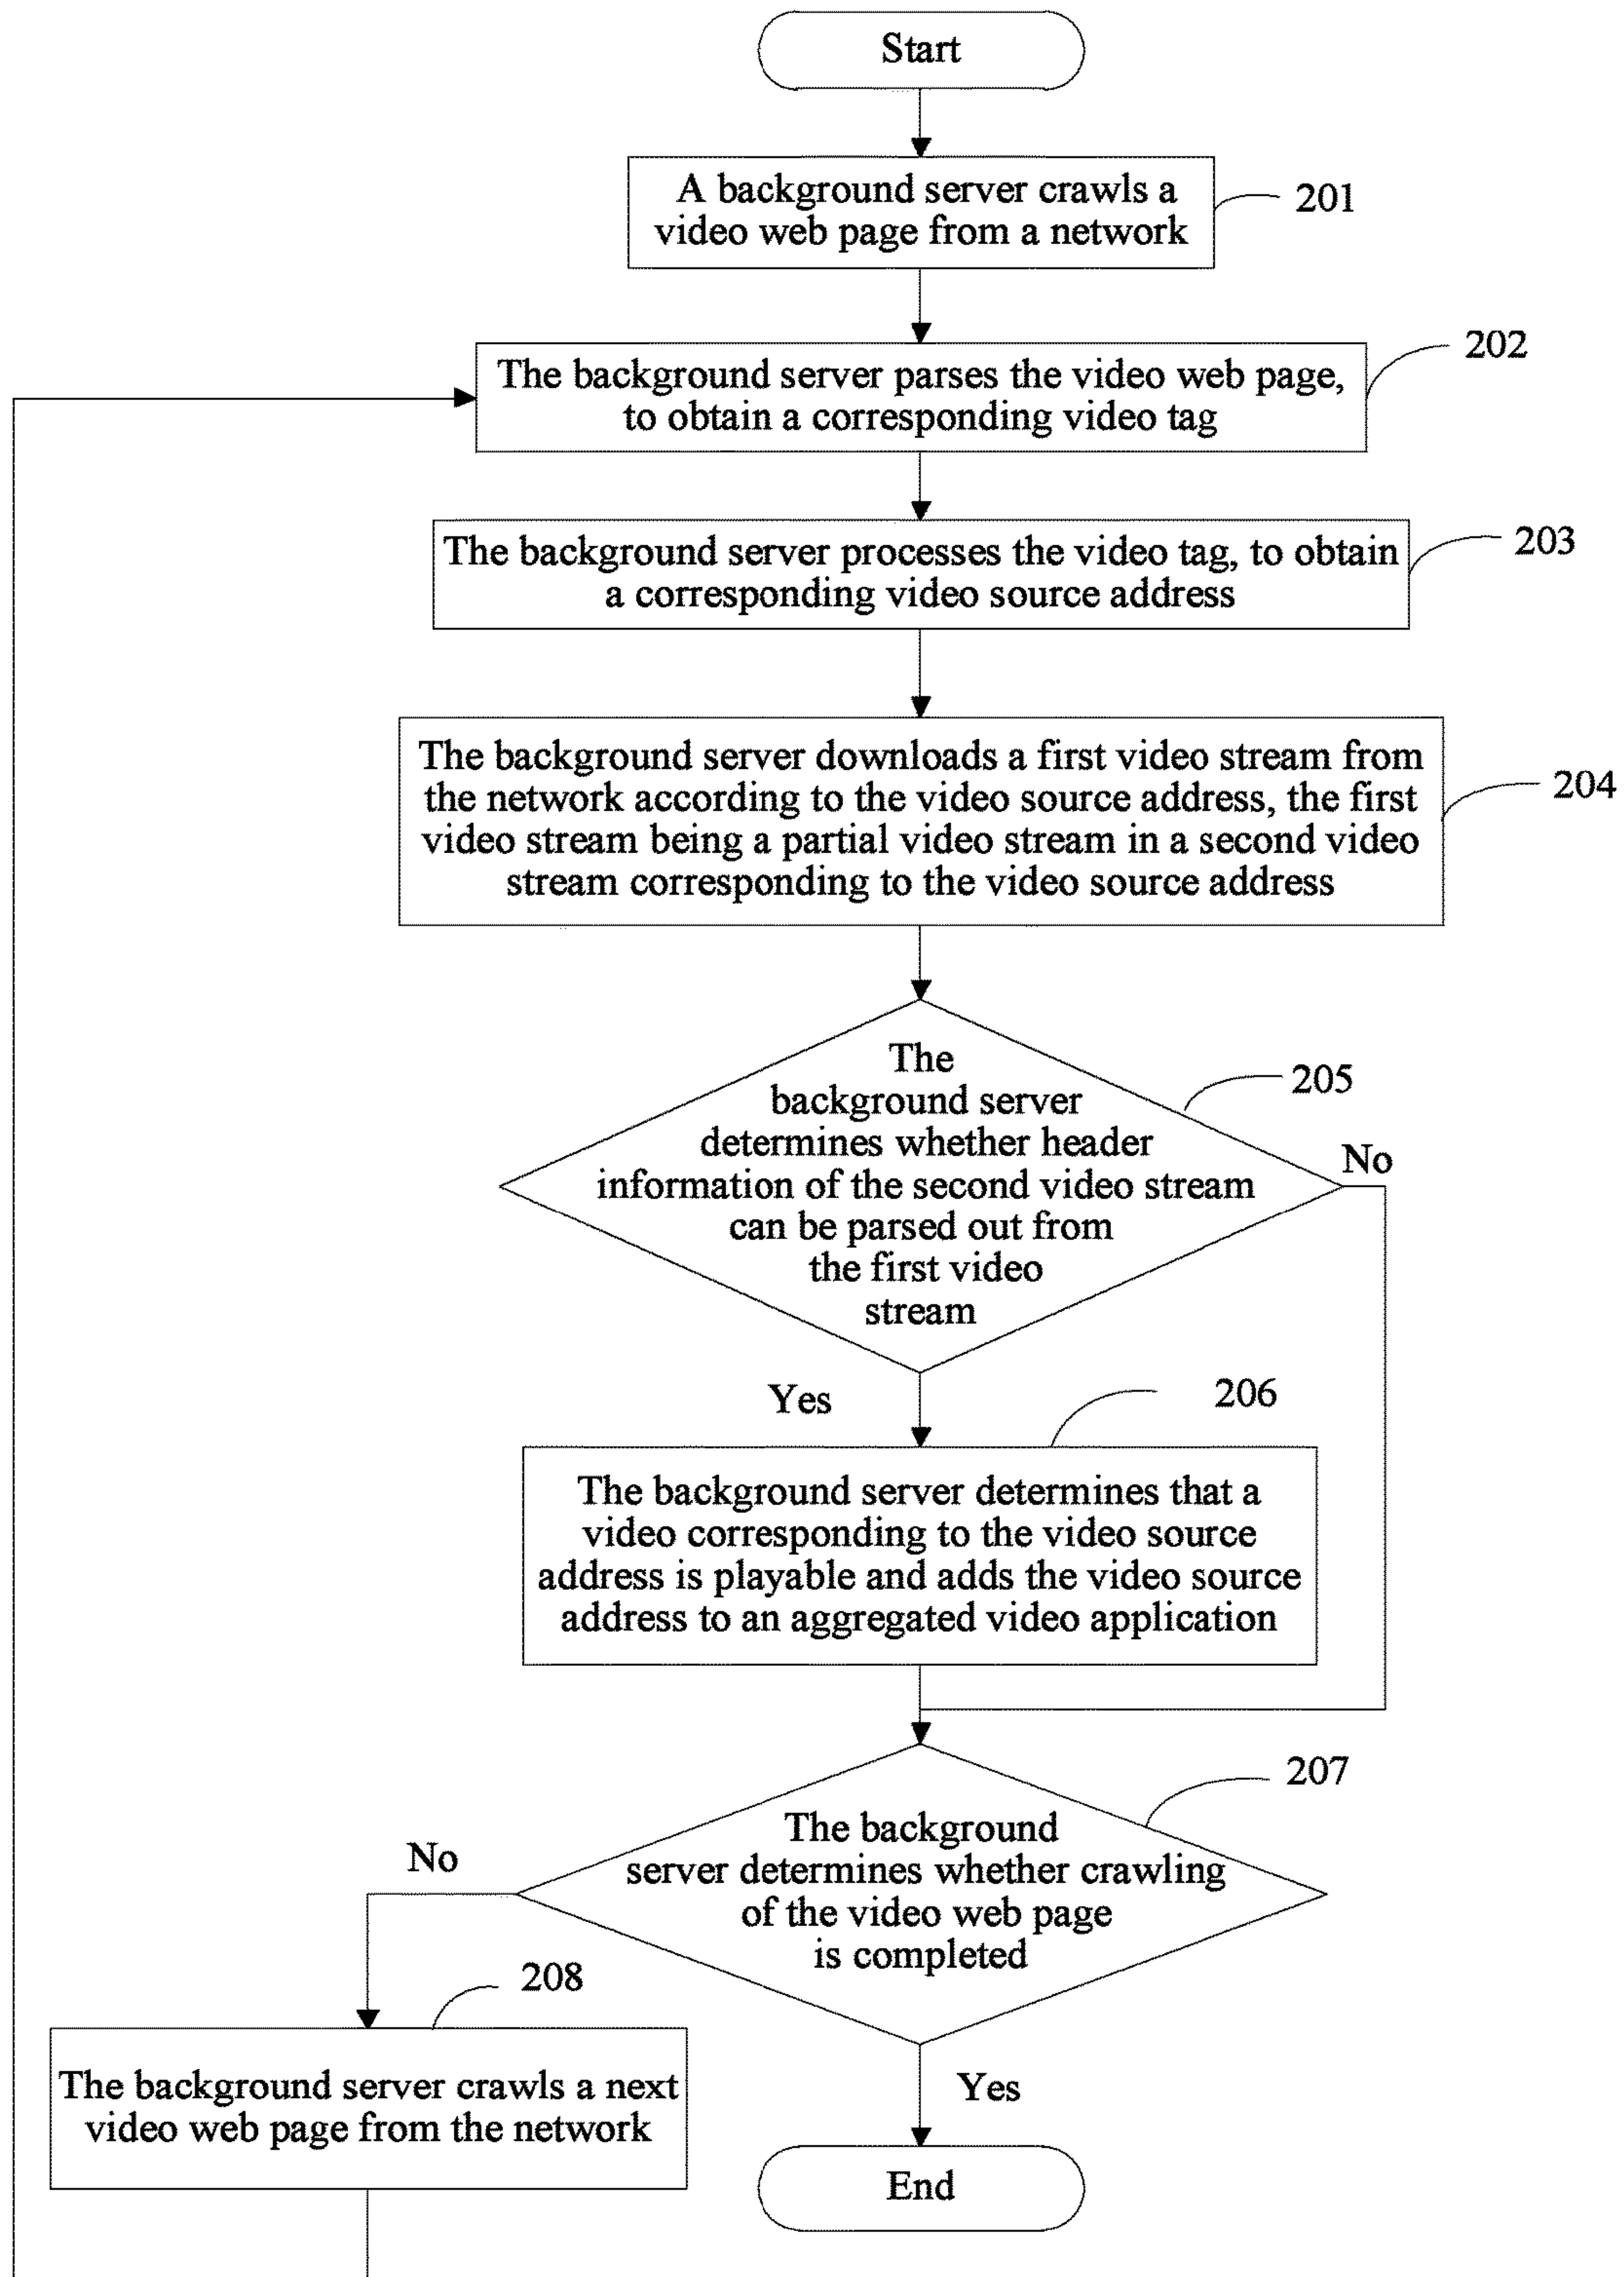 Start
A background server crawls a
video web page from a network
201
The background server parses the video web page,
to obtain a corresponding video tag
202
The background server processes the video tag, to obtain
a corresponding video source address
203
The background server downloads a first video stream from
the network according to the video source address, the first
video stream being a partial video stream in a second video
stream corresponding to the video source address
204
The
background server
determines whether header
information of the second video stream
can be parsed out from
the first video
stream
205
No
Yes
206
The background server determines that a
video corresponding to the video source
address is playable and adds the video source
address to an aggregated video application
207
The background
server determines whether crawling
of the video web page
is completed
No
208
The background server crawls a next
video web page from the network
Yes
End